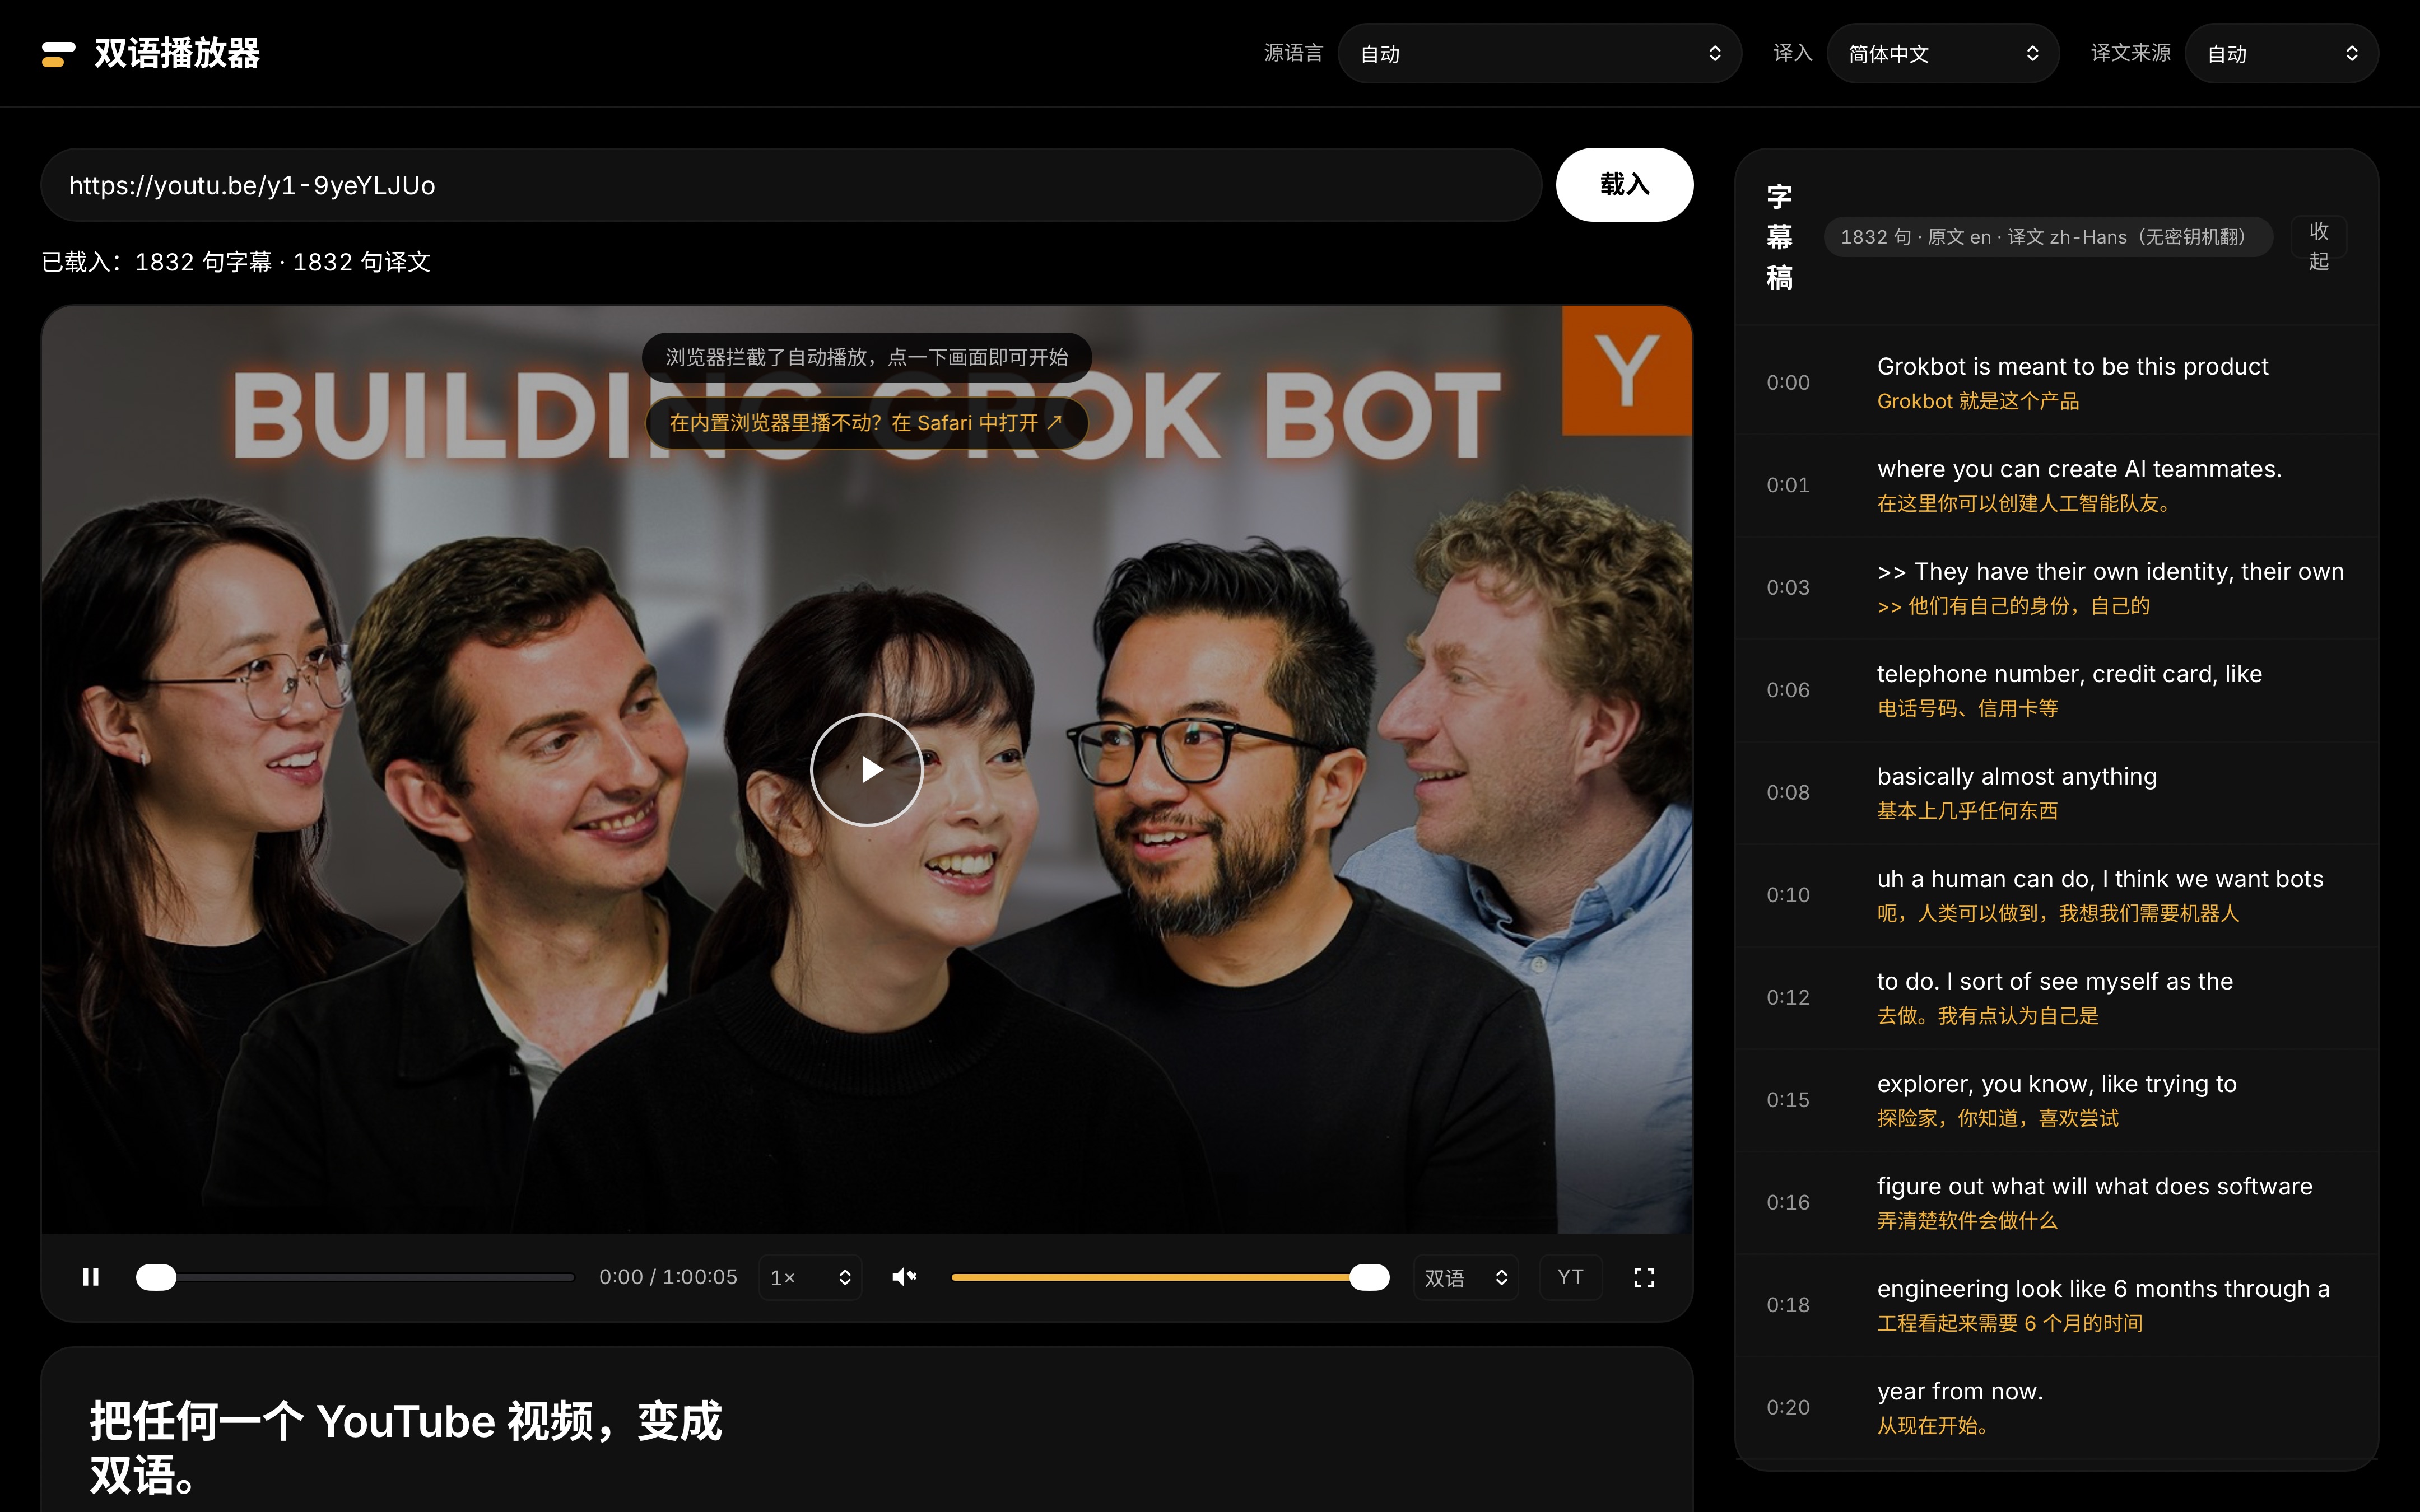 双语播放器
源语言 自动 译入 简体中文 译文来源 自动
https://youtu.be/y1-9yeYLJUo 载入
已载入：1832 句字幕 · 1832 句译文
浏览器拦截了自动播放，点一下画面即可开始
BUILDING GROK BOT
Y
在内置浏览器里播不动？在 Safari 中打开 ↗
0:00 / 1:00:05 1× 双语 YT
把任何一个 YouTube 视频，变成
双语。
字
幕
稿
1832 句 · 原文 en · 译文 zh-Hans（无密钥机翻）
收
起
0:00 Grokbot is meant to be this product
Grokbot 就是这个产品
0:01 where you can create AI teammates.
在这里你可以创建人工智能队友。
0:03 >> They have their own identity, their own
>> 他们有自己的身份，自己的
0:06 telephone number, credit card, like
电话号码、信用卡等
0:08 basically almost anything
基本上几乎任何东西
0:10 uh a human can do, I think we want bots
呃，人类可以做到，我想我们需要机器人
0:12 to do. I sort of see myself as the
去做。我有点认为自己是
0:15 explorer, you know, like trying to
探险家，你知道，喜欢尝试
0:16 figure out what will what does software
弄清楚软件会做什么
0:18 engineering look like 6 months through a
工程看起来需要 6 个月的时间
0:20 year from now.
从现在开始。